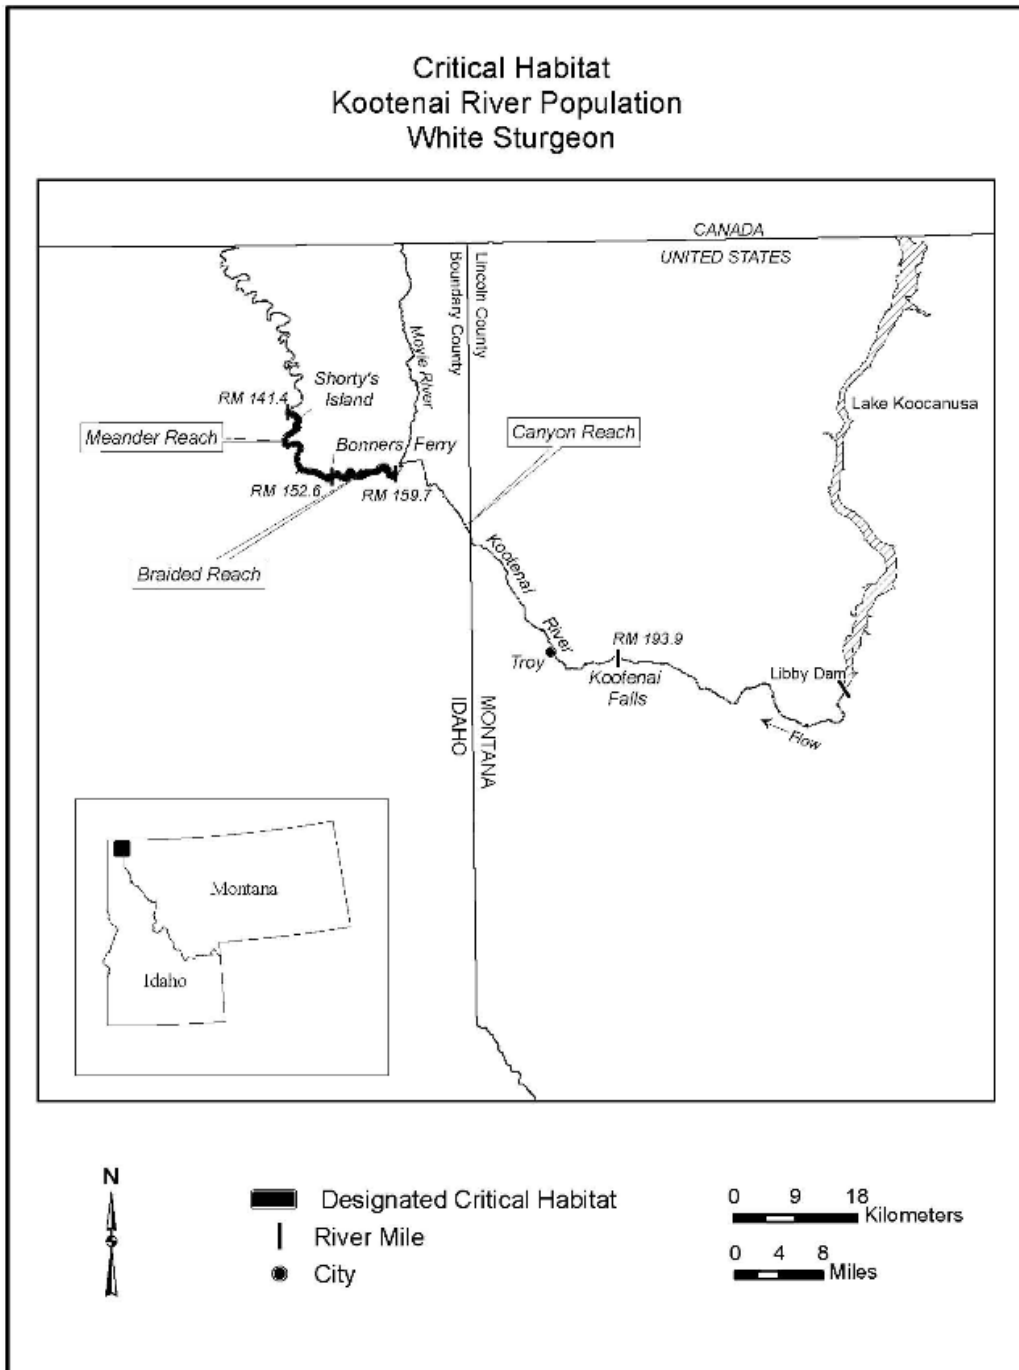 Critical Habitat
Kootenai River Population
White Sturgeon
CANADA
UNITED STATES
Lincoln County
Boundary County
Moyie River
Shorty's
Island
RM 141.4
Meander Reach
Bonners Ferry
Canyon Reach
Lake Koocanusa
RM 152.6
RM 159.7
Braided Reach
Kootenai
River
RM 193.9
Troy
Kootenai
Falls
Libby Dam
Flow
MONTANA
IDAHO
Montana
Idaho
N
Designated Critical Habitat
River Mile
City
0 9 18
Kilometers
0 4 8
Miles